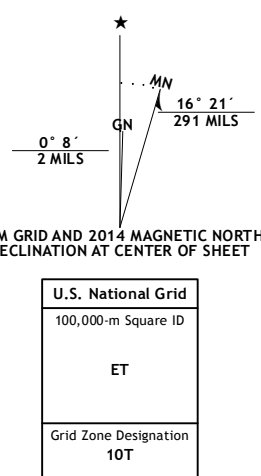 ★
MN
GN
16° 21´
291 MILS
0° 8´
2 MILS
M GRID AND 2014 MAGNETIC NORTH
ECLINATION AT CENTER OF SHEET
U.S. National Grid
100,000-m Square ID
ET
Grid Zone Designation
10T